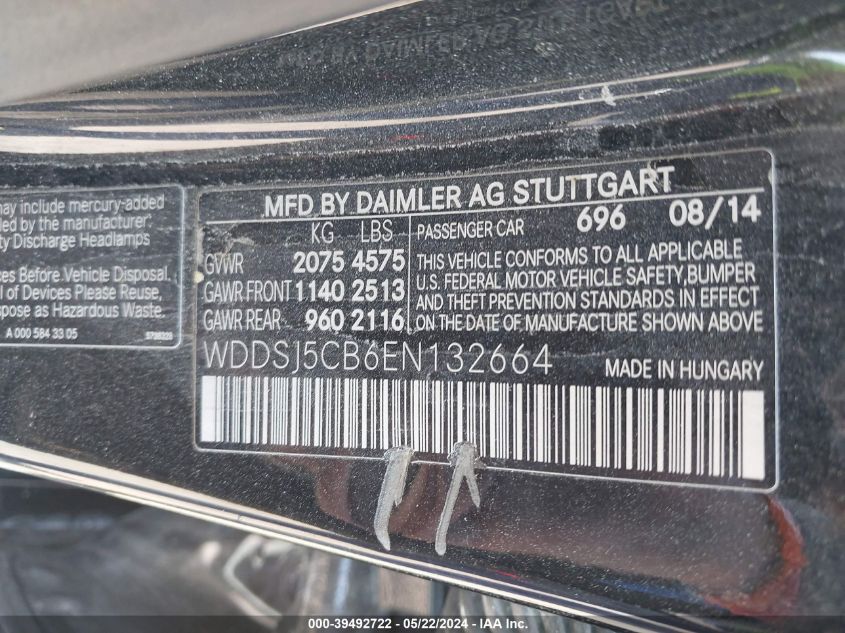 may include mercury-added
ded by the manufacturer.
ty Discharge Headlamps
ces Before Vehicle Disposal.
l of Devices Please Reuse,
spose as Hazardous Waste.
A 000 584 33 05
MFD BY DAIMLER AG STUTTGART
KG LBS
GVWR 2075 4575
GAWR FRONT 1140 2513
GAWR REAR 960 2116
PASSENGER CAR 696 08/14
THIS VEHICLE CONFORMS TO ALL APPLICABLE
U.S. FEDERAL MOTOR VEHICLE SAFETY,BUMPER
AND THEFT PREVENTION STANDARDS IN EFFECT
ON THE DATE OF MANUFACTURE SHOWN ABOVE
WDDSJ5CB6EN132664
MADE IN HUNGARY
000-39492722 - 05/22/2024 - IAA Inc.